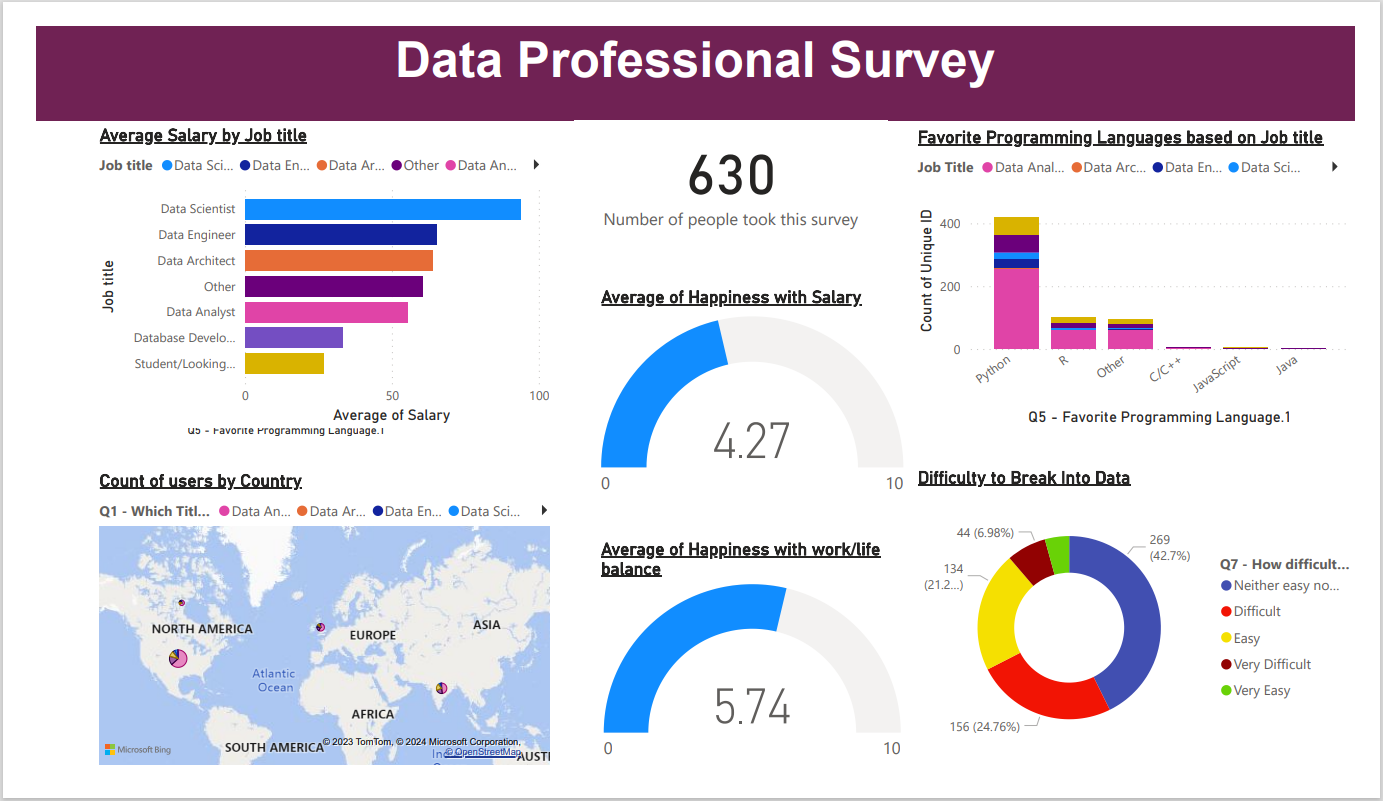 Data Professional Survey
Average Salary by Job title
Job title Data Sci... Data En... Data Ar... Other Data An...
Job title
Data Scientist
Data Engineer
Data Architect
Other
Data Analyst
Database Develo...
Student/Looking...
0 50 100
Average of Salary
Q5 - Favorite Programming Language.1
630
Number of people took this survey
Average of Happiness with Salary
4.27
0 10
Average of Happiness with work/life
balance
5.74
0 10
Favorite Programming Languages based on Job title
Job Title Data Anal... Data Arc... Data En... Data Sci...
Count of Unique ID
400
200
0
Python R Other C/C++ JavaScript Java
Q5 - Favorite Programming Language.1
Count of users by Country
Q1 - Which Titl... Data An... Data Ar... Data En... Data Sci...
NORTH AMERICA
EUROPE
ASIA
Atlantic
Ocean
AFRICA
SOUTH AMERICA
Microsoft Bing
© 2023 TomTom, © 2024 Microsoft Corporation,
© OpenStreetMap
AUST
Difficulty to Break Into Data
44 (6.98%)
269
(42.7%)
134
(21.2...)
156 (24.76%)
Q7 - How difficult...
Neither easy no...
Difficult
Easy
Very Difficult
Very Easy